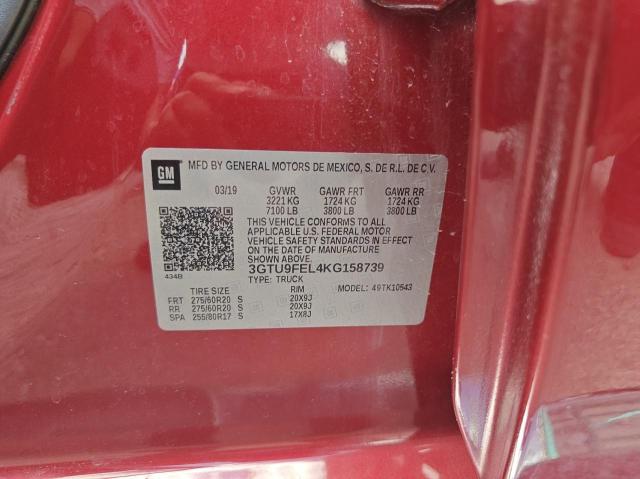 GM
MFD BY GENERAL MOTORS DE MEXICO, S. DE R.L. DE C.V.
03/19 GVWR GAWR FRT GAWR RR
3221 KG 1724 KG 1724 KG
7100 LB 3800 LB 3800 LB
THIS VEHICLE CONFORMS TO ALL
APPLICABLE U.S. FEDERAL MOTOR
VEHICLE SAFETY STANDARDS IN EFFECT
ON THE DATE OF MANUFACTURE
SHOWN ABOVE.
434B 3GTU9FEL4KG158739
TYPE: TRUCK
TIRE SIZE RIM MODEL: 49TK10543
FRT 275/60R20 S 20X9J
RR 275/60R20 S 20X9J
SPA 255/80R17 S 17X8J